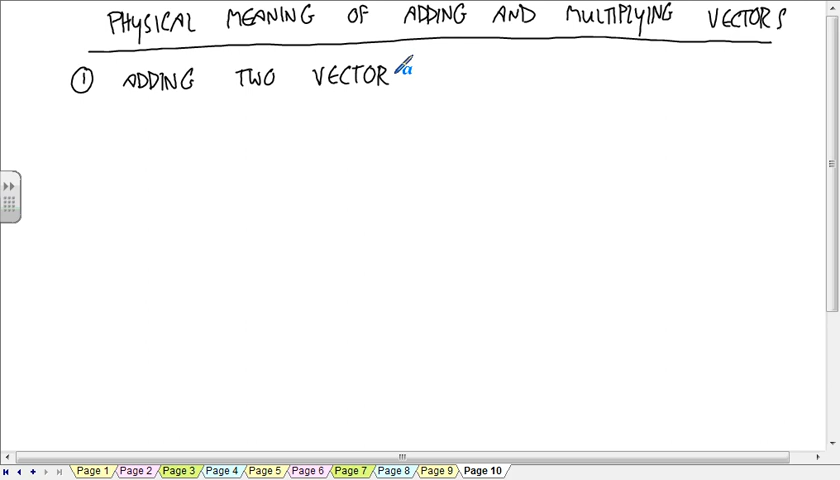 PHYSICAL MEANING OF ADDING AND MULTIPLYING VECTORS
① ADDING TWO VECTOR
Page 1 Page 2 Page 3 Page 4 Page 5 Page 6 Page 7 Page 8 Page 9 Page 10